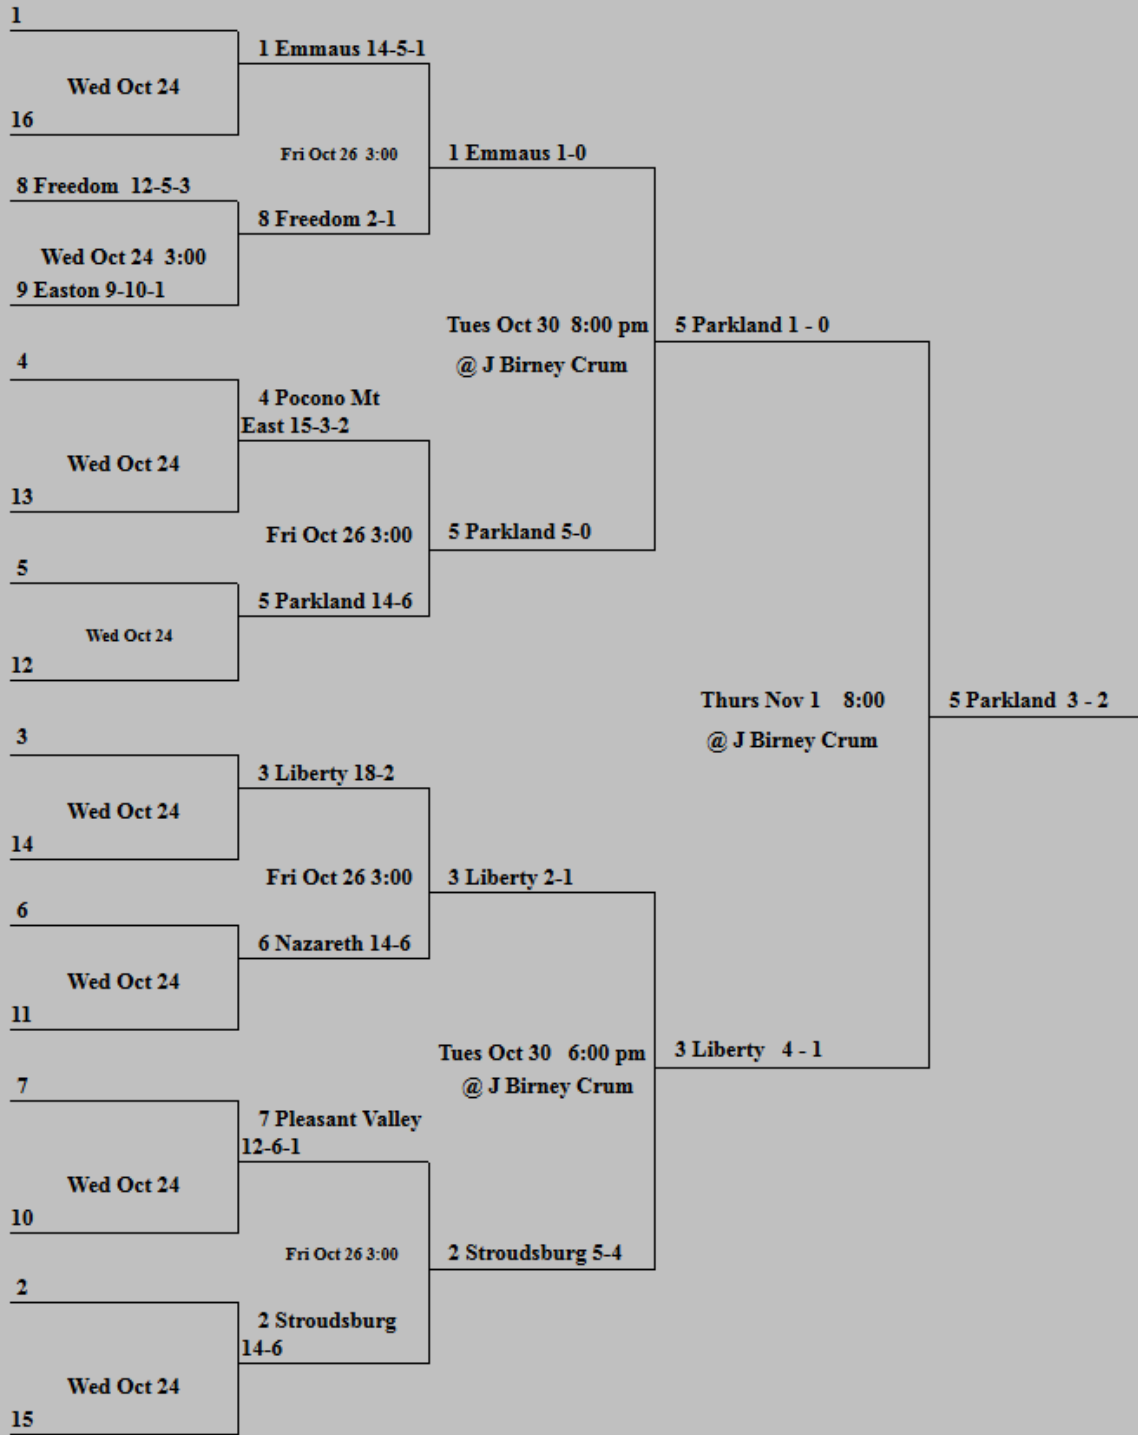 1
1 Emmaus 14-5-1
Wed Oct 24
16
Fri Oct 26 3:00
1 Emmaus 1-0
8 Freedom 12-5-3
8 Freedom 2-1
Wed Oct 24 3:00
9 Easton 9-10-1
Tues Oct 30 8:00 pm
@ J Birney Crum
5 Parkland 1 - 0
4
4 Pocono Mt
East 15-3-2
Wed Oct 24
13
Fri Oct 26 3:00
5 Parkland 5-0
5
5 Parkland 14-6
Wed Oct 24
12
Thurs Nov 1 8:00
@ J Birney Crum
5 Parkland 3 - 2
3
3 Liberty 18-2
Wed Oct 24
14
Fri Oct 26 3:00
3 Liberty 2-1
6
6 Nazareth 14-6
Wed Oct 24
11
Tues Oct 30 6:00 pm
@ J Birney Crum
3 Liberty 4 - 1
7
7 Pleasant Valley
12-6-1
Wed Oct 24
10
Fri Oct 26 3:00
2 Stroudsburg 5-4
2
2 Stroudsburg
14-6
Wed Oct 24
15